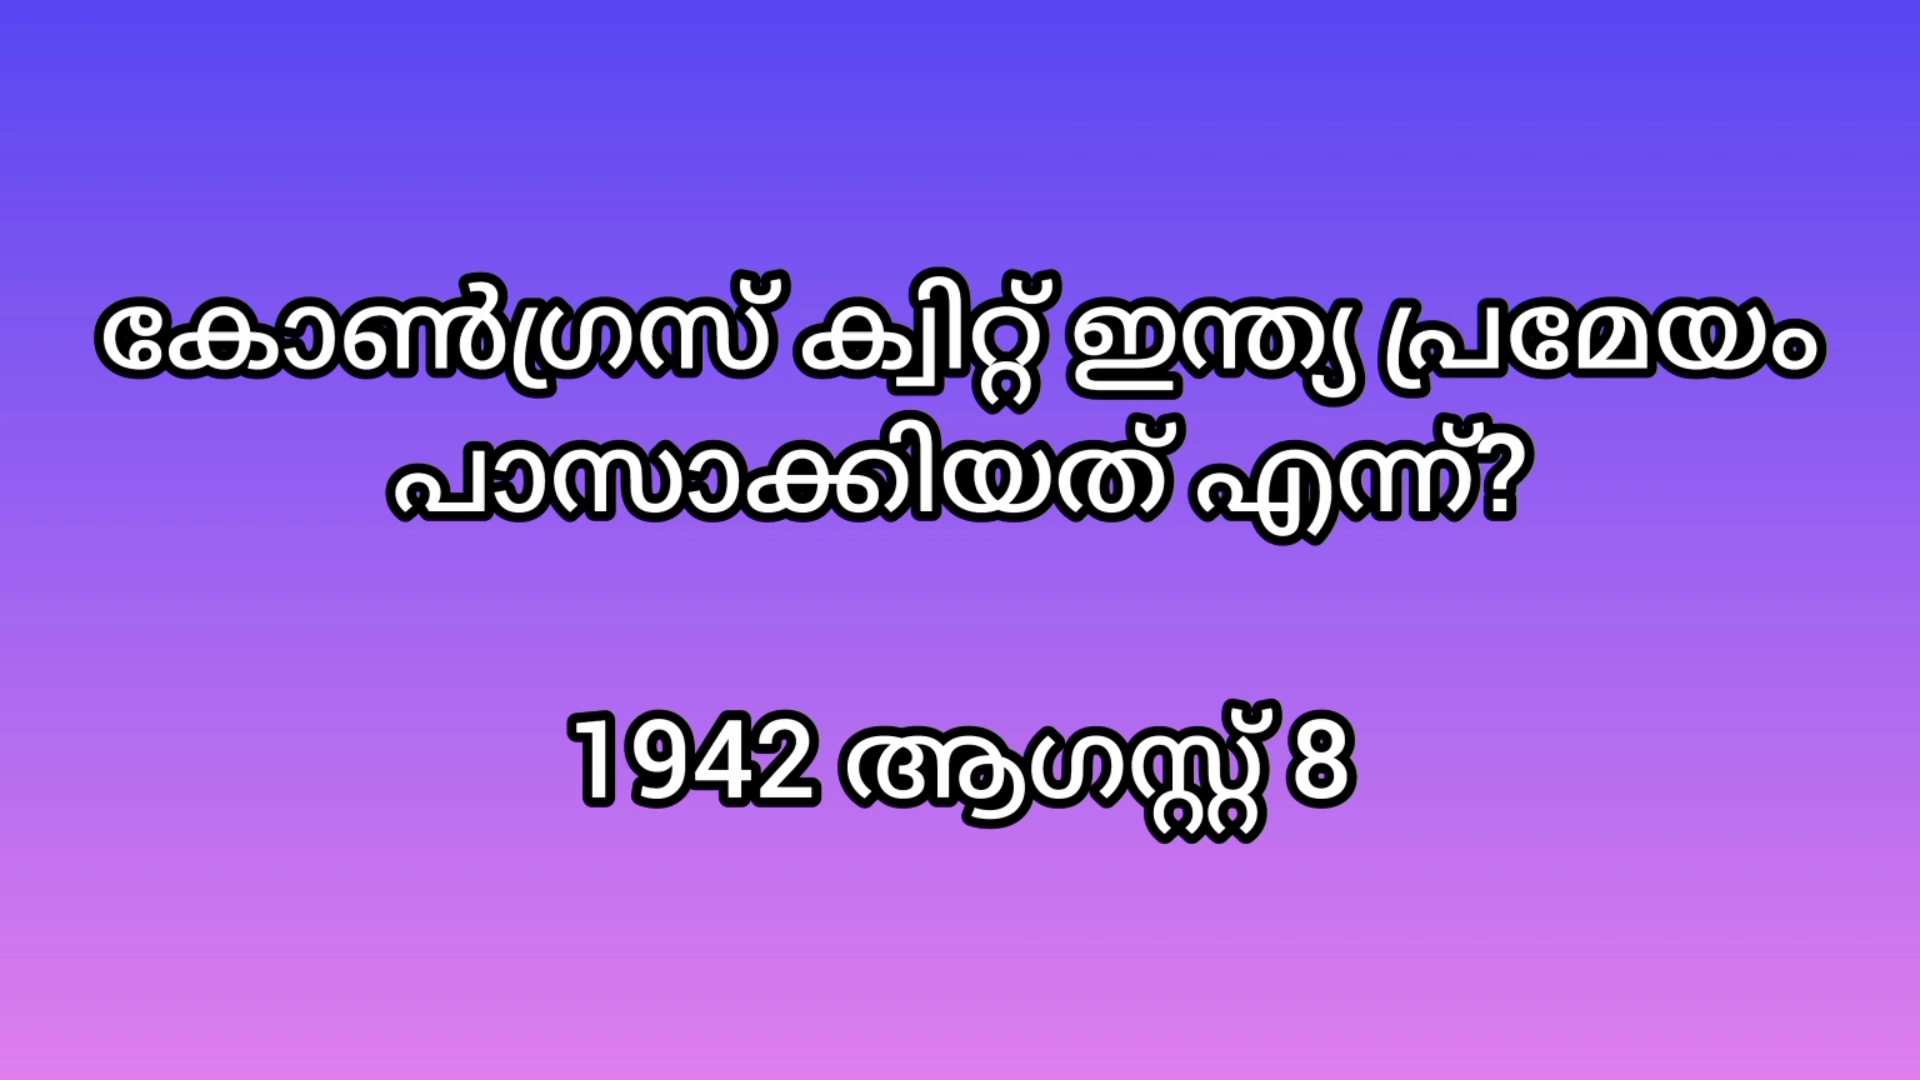 കോൺഗ്രസ് ക്വിറ്റ് ഇന്ത്യ പ്രമേയം
പാസാക്കിയത് എന്ന്?
1942 ആഗസ്റ്റ് 8